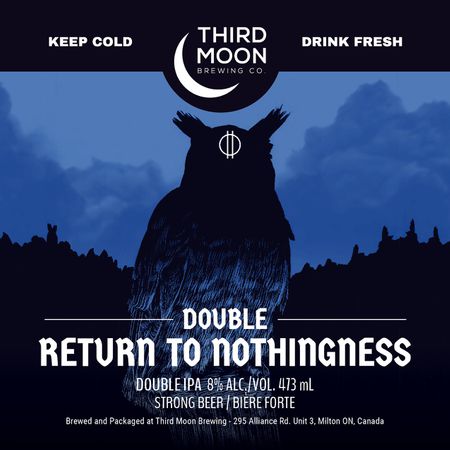 KEEP COLD
THIRD
MOON
BREWING CO.
DRINK FRESH
DOUBLE
RETURN TO NOTHINGNESS
DOUBLE IPA 8% ALC./VOL. 473 mL
STRONG BEER / BIÈRE FORTE
Brewed and Packaged at Third Moon Brewing - 295 Alliance Rd. Unit 3, Milton ON, Canada